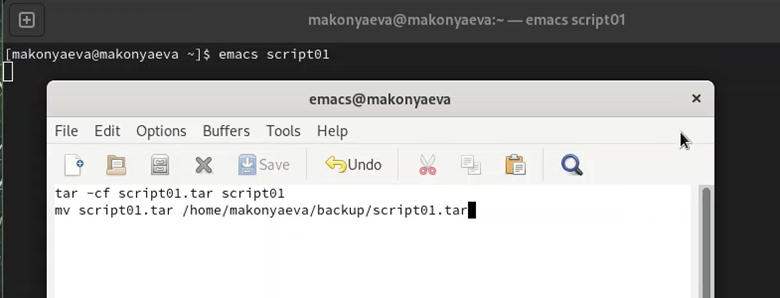 makonyaeva@makonyaeva:~ — emacs script01
[makonyaeva@makonyaeva ~]$ emacs script01
emacs@makonyaeva
File Edit Options Buffers Tools Help
Save Undo
tar -cf script01.tar script01
mv script01.tar /home/makonyaeva/backup/script01.tar